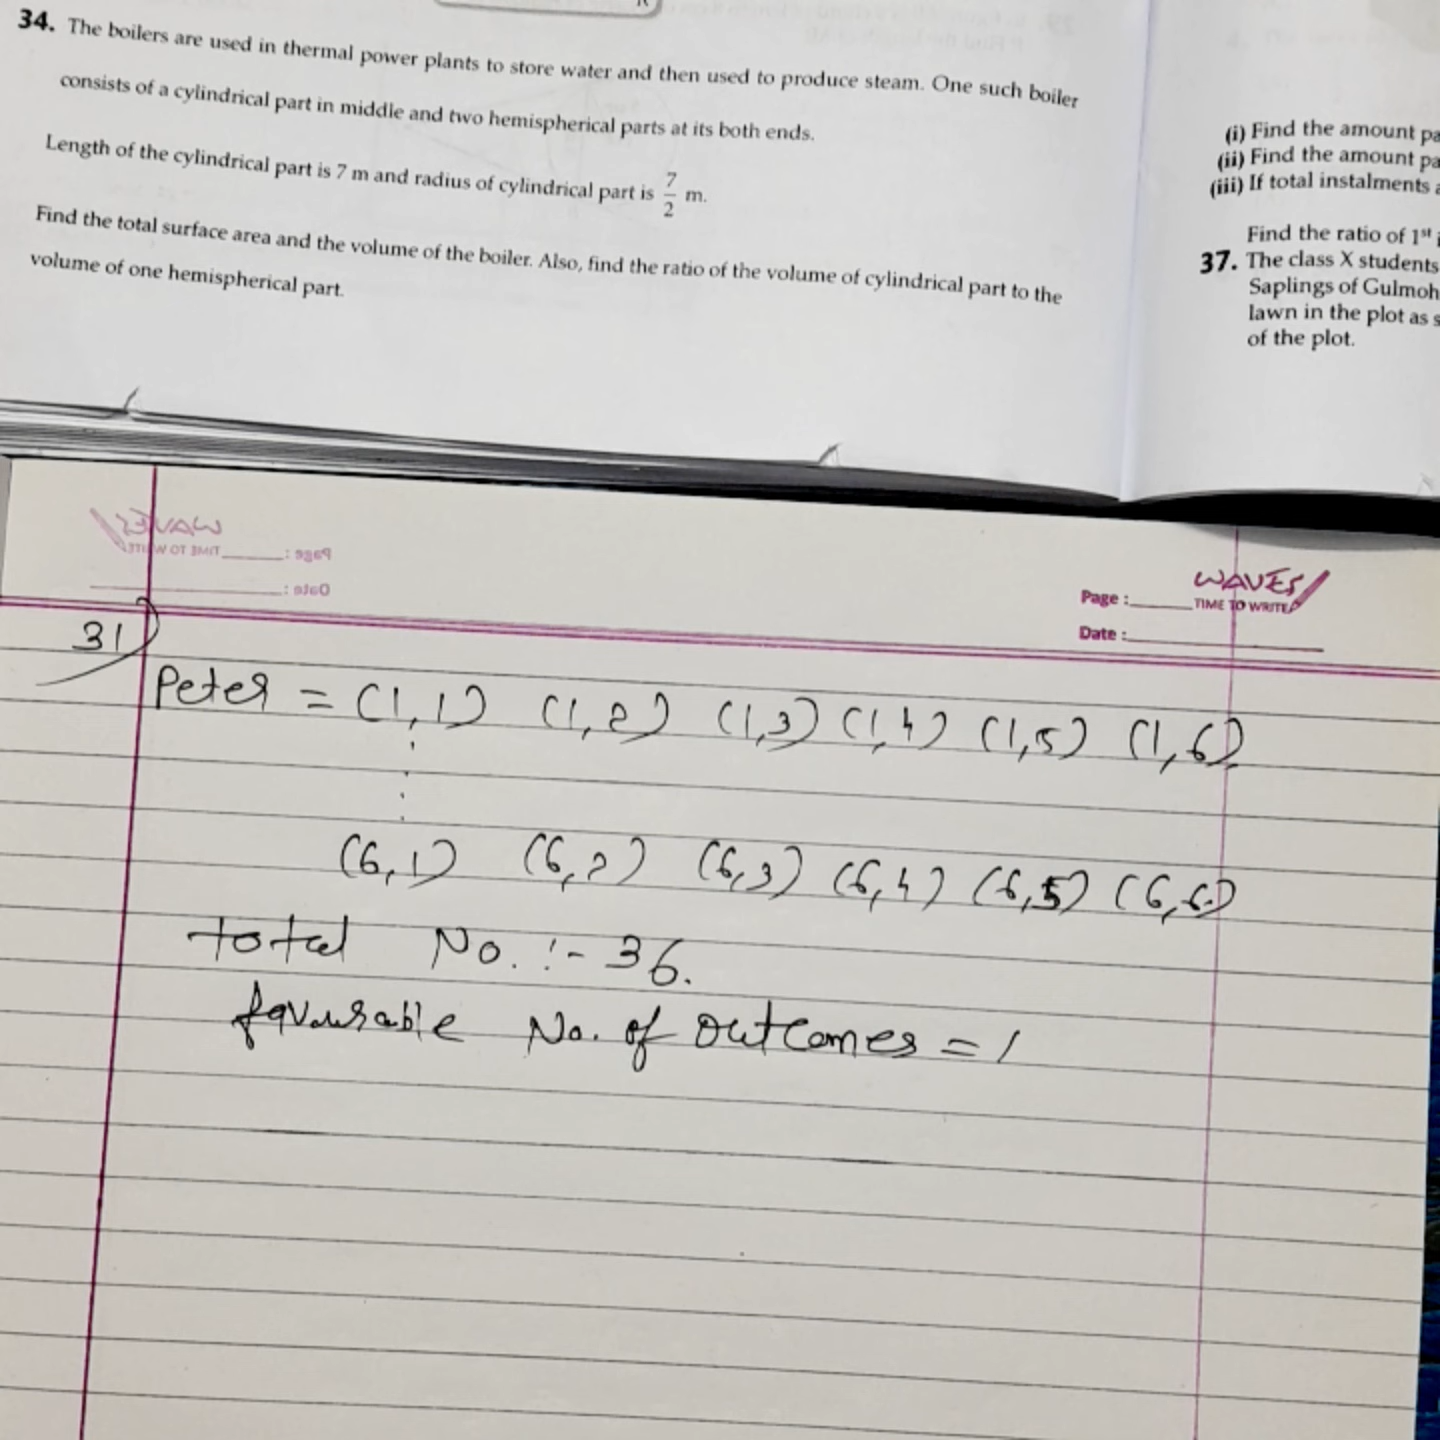 34. The boilers are used in thermal power plants to store water and then used to produce steam. One such boiler
consists of a cylindrical part in middle and two hemispherical parts at its both ends.
Length of the cylindrical part is 7 m and radius of cylindrical part is 7/2 m.
Find the total surface area and the volume of the boiler. Also, find the ratio of the volume of cylindrical part to the
volume of one hemispherical part.
(i) Find the amount pa
(ii) Find the amount pa
(iii) If total instalments a
Find the ratio of 1st i
37. The class X students
Saplings of Gulmoh
lawn in the plot as s
of the plot.
WAVES
TIME TO WRITE
Page :
Date :
WAVES
TIME TO WRITE
Page :
Date :
31)
Peter = (1,1) (1,2) (1,3) (1,4) (1,5) (1,6)
(6,1) (6,2) (6,3) (6,4) (6,5) (6,6)
total No. :- 36.
favourable No. of outcomes = 1